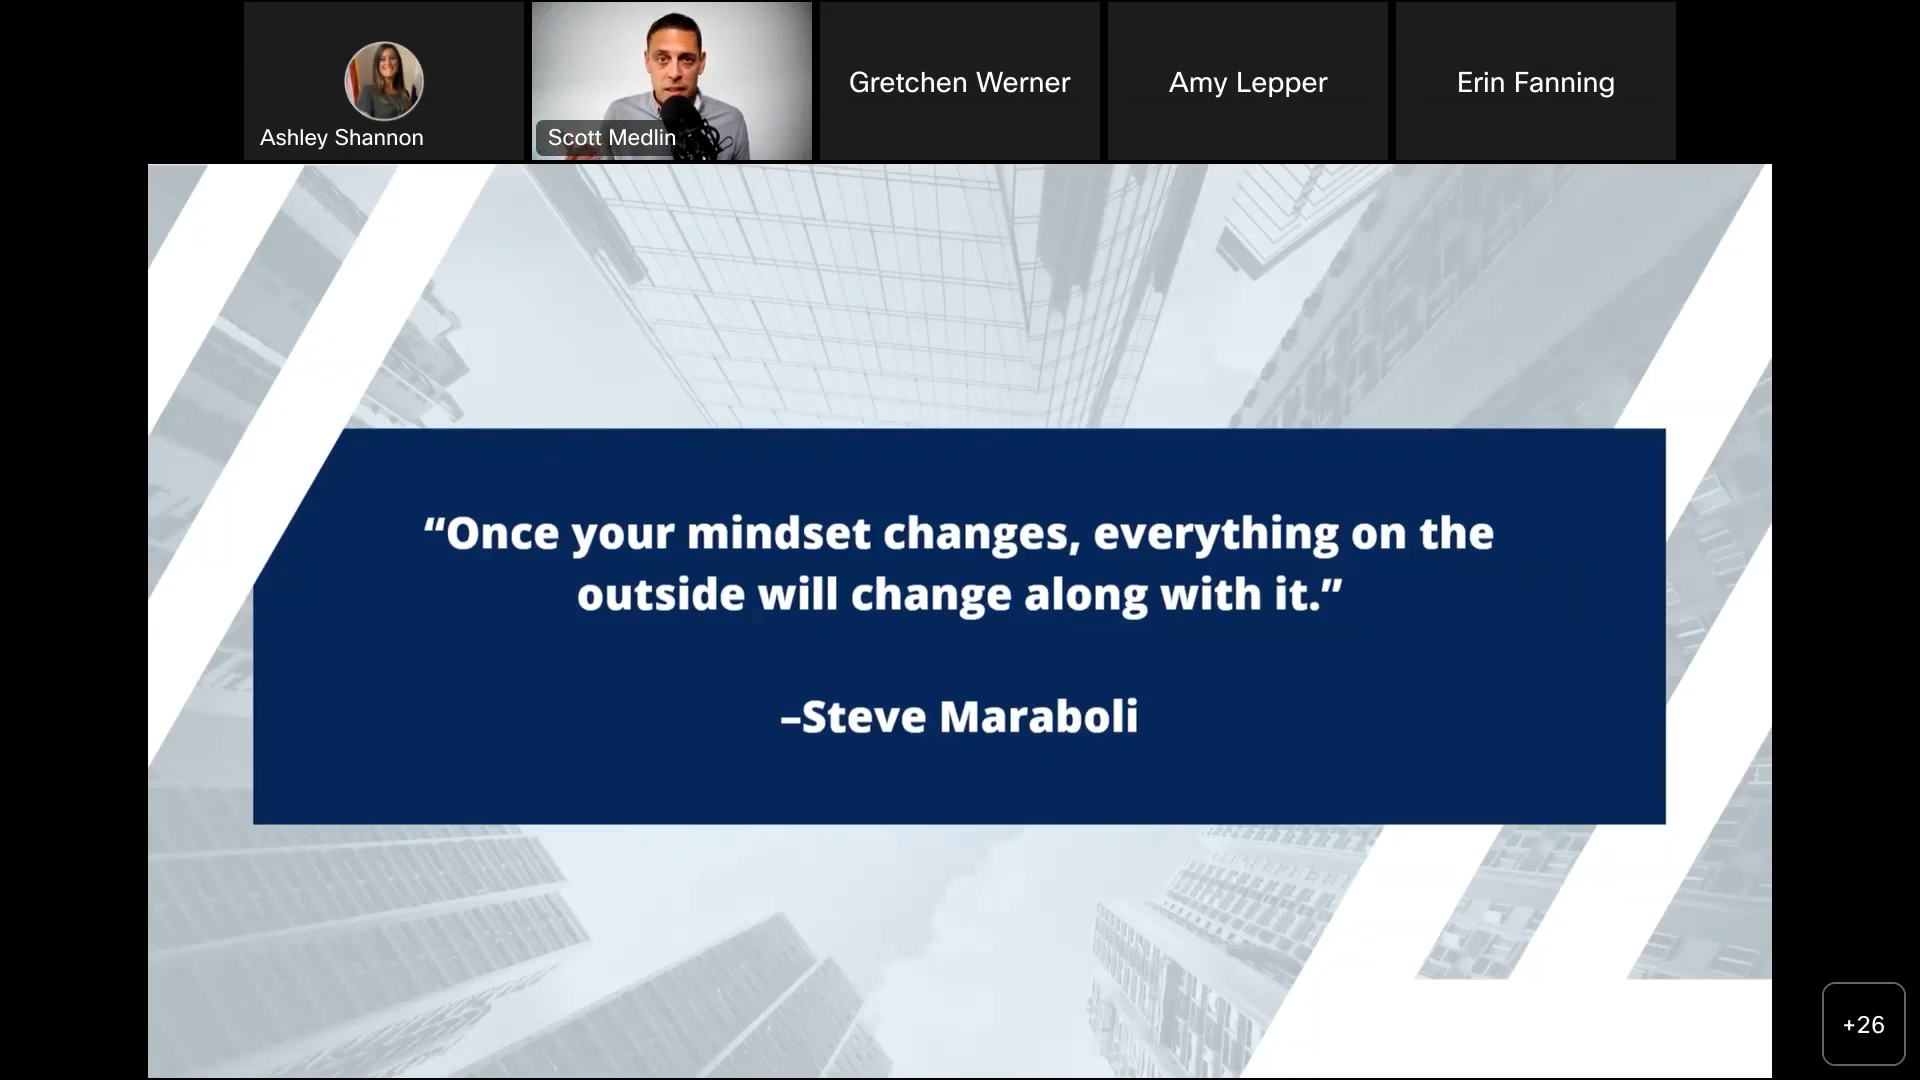 Ashley Shannon
Scott Medlin
Gretchen Werner
Amy Lepper
Erin Fanning
“Once your mindset changes, everything on the
outside will change along with it.”
–Steve Maraboli
+26